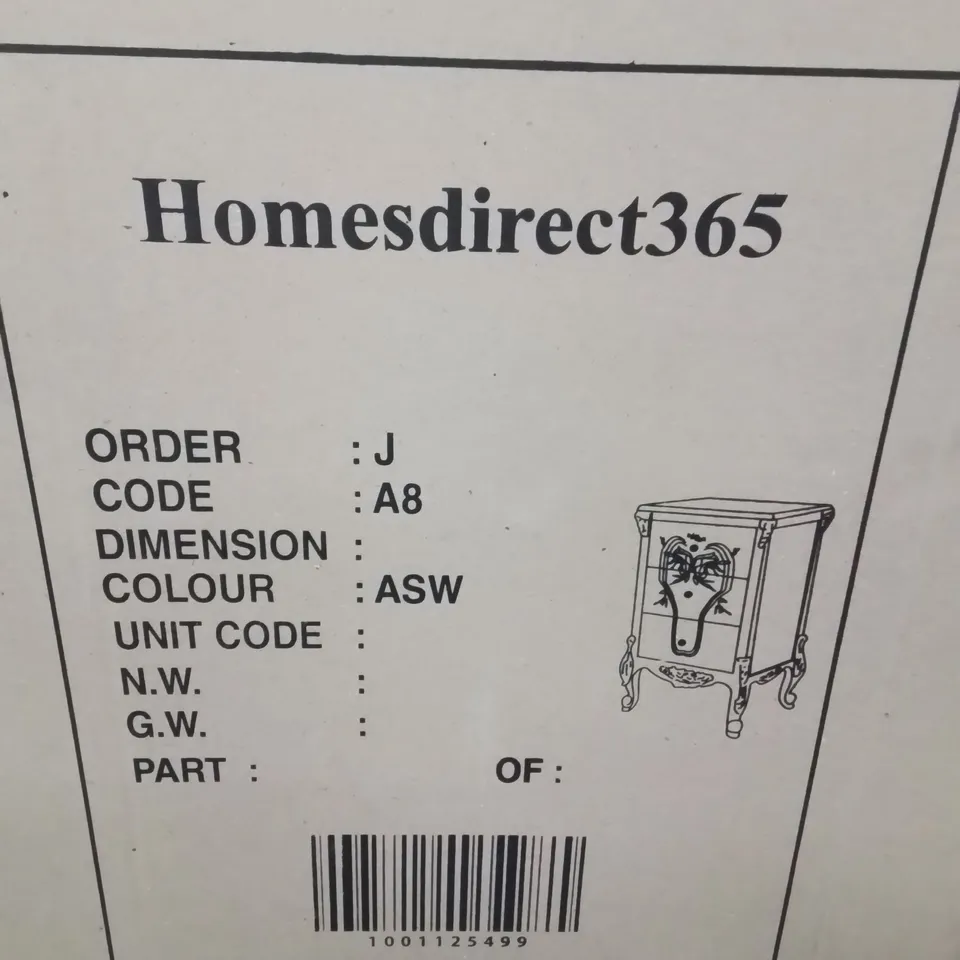 Homesdirect365
ORDER : J
CODE : A8
DIMENSION :
COLOUR : ASW
UNIT CODE :
N.W. :
G.W. :
PART : OF :
1001125499